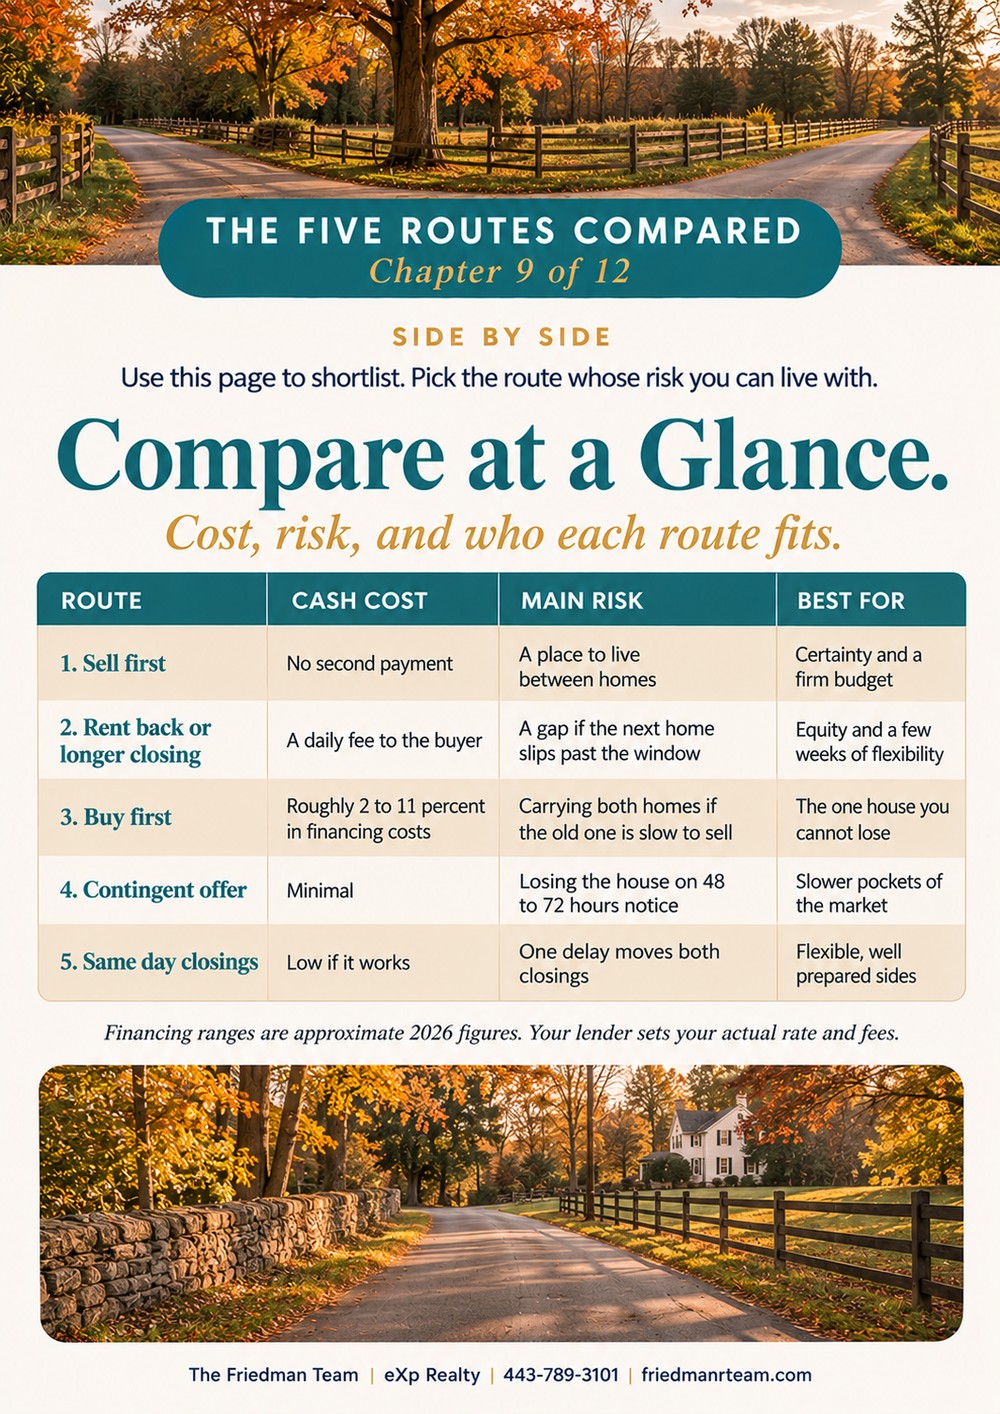 THE FIVE ROUTES COMPARED
Chapter 9 of 12
SIDE BY SIDE
Use this page to shortlist. Pick the route whose risk you can live with.
Compare at a Glance.
Cost, risk, and who each route fits.
ROUTE CASH COST MAIN RISK BEST FOR
1. Sell first
No second payment
A place to live
between homes
Certainty and a
firm budget
2. Rent back or
longer closing
A daily fee to the buyer
A gap if the next home
slips past the window
Equity and a few
weeks of flexibility
3. Buy first
Roughly 2 to 11 percent
in financing costs
Carrying both homes if
the old one is slow to sell
The one house you
cannot lose
4. Contingent offer
Minimal
Losing the house on 48
to 72 hours notice
Slower pockets of
the market
5. Same day closings
Low if it works
One delay moves both
closings
Flexible, well
prepared sides
Financing ranges are approximate 2026 figures. Your lender sets your actual rate and fees.
The Friedman Team | eXp Realty | 443-789-3101 | friedmanrteam.com